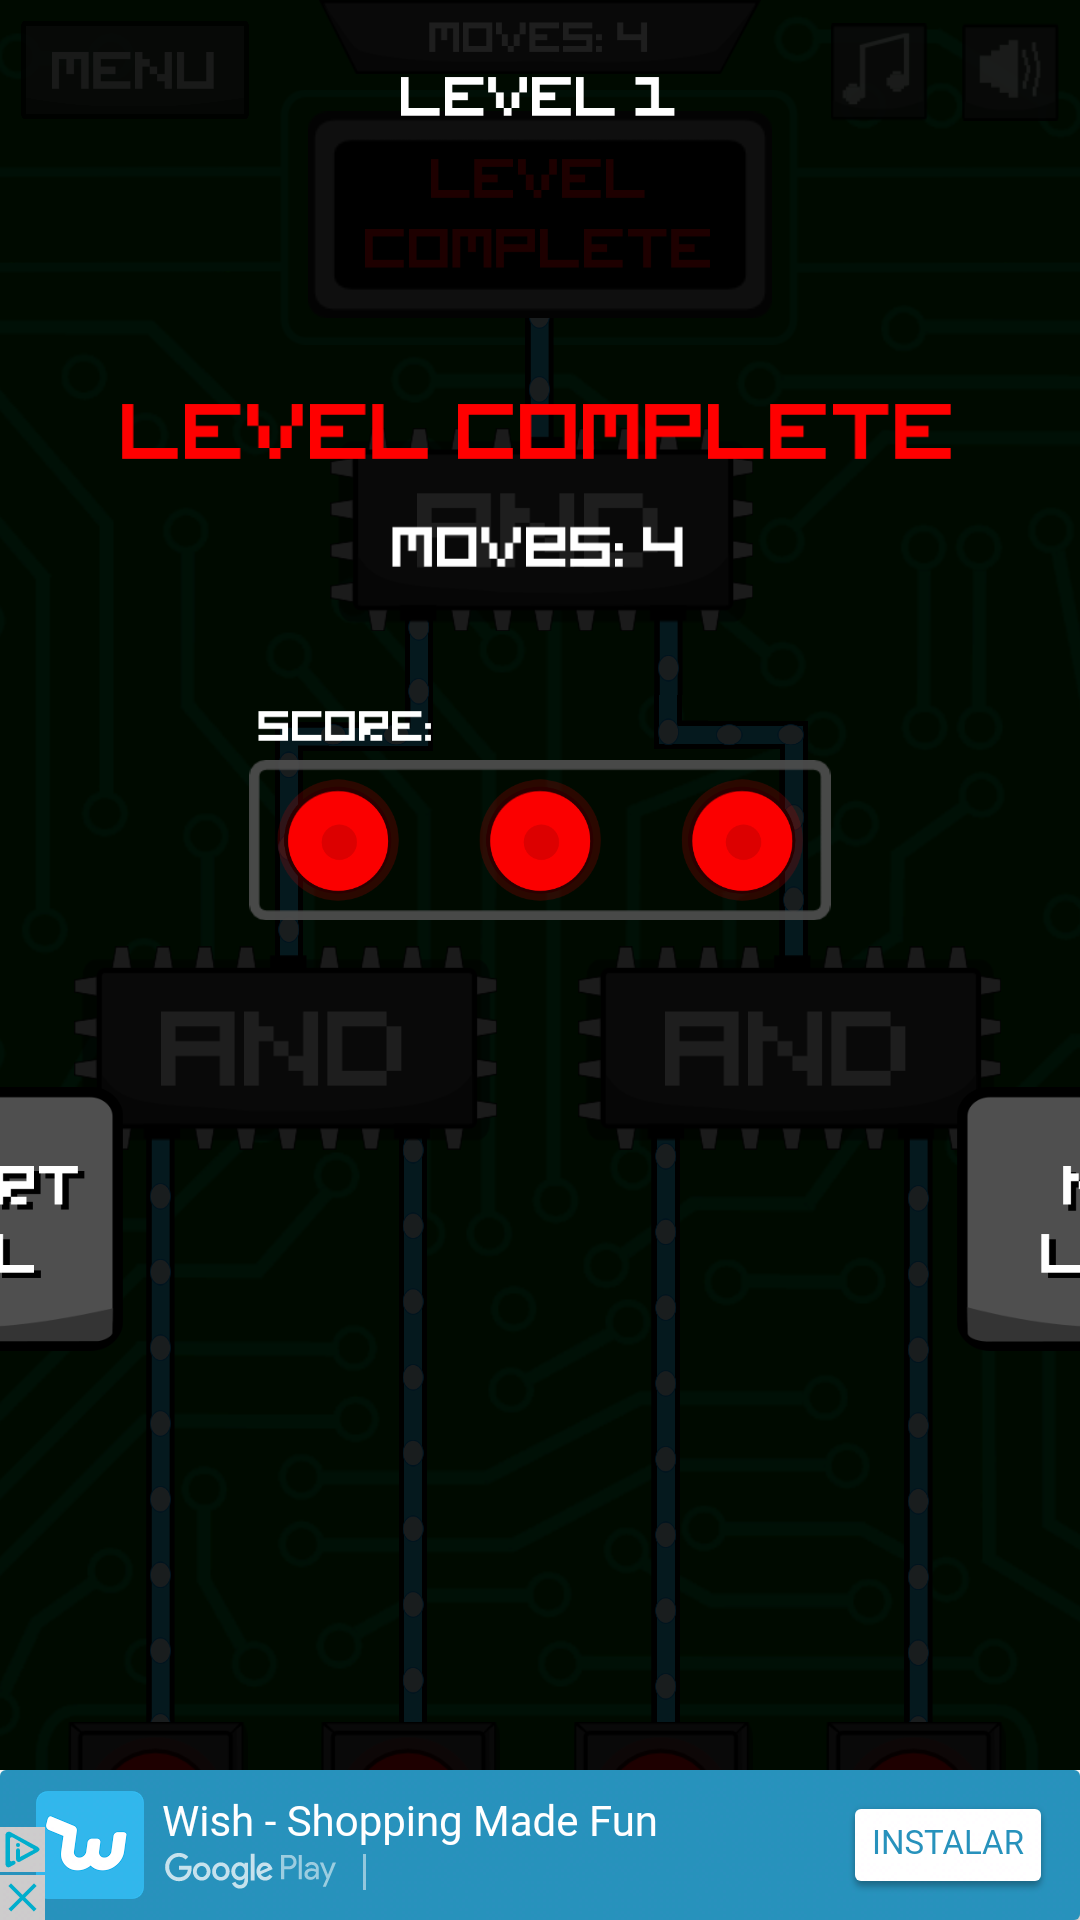 MOVES: 4
MENU
LEVEL 1
LEVEL
COMPLETE
LEVEL COMPLETE
AND
MOVES: 4
SCORE:
AND
AND
Wish - Shopping Made Fun
Google Play
INSTALAR